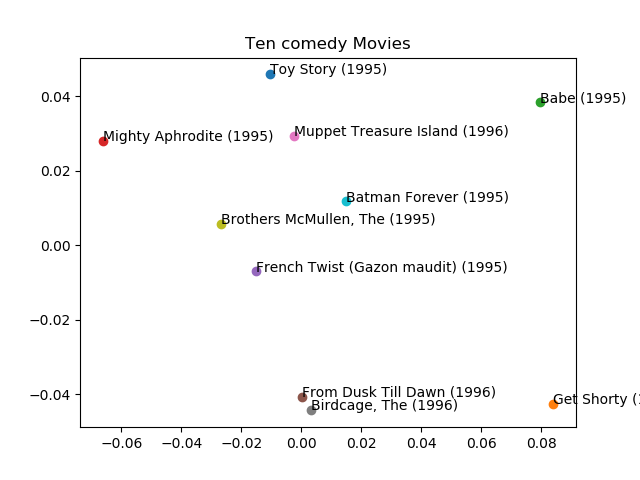 Ten comedy Movies
Toy Story (1995)
0.04
Babe (1995)
Mighty Aphrodite (1995)
Muppet Treasure Island (1996)
0.02
Batman Forever (1995)
Brothers McMullen, The (1995)
0.00
French Twist (Gazon maudit) (1995)
−0.02
−0.04
From Dusk Till Dawn (1996)
Get Shorty (1
Birdcage, The (1996)
−0.06 −0.04 −0.02 0.00 0.02 0.04 0.06 0.08